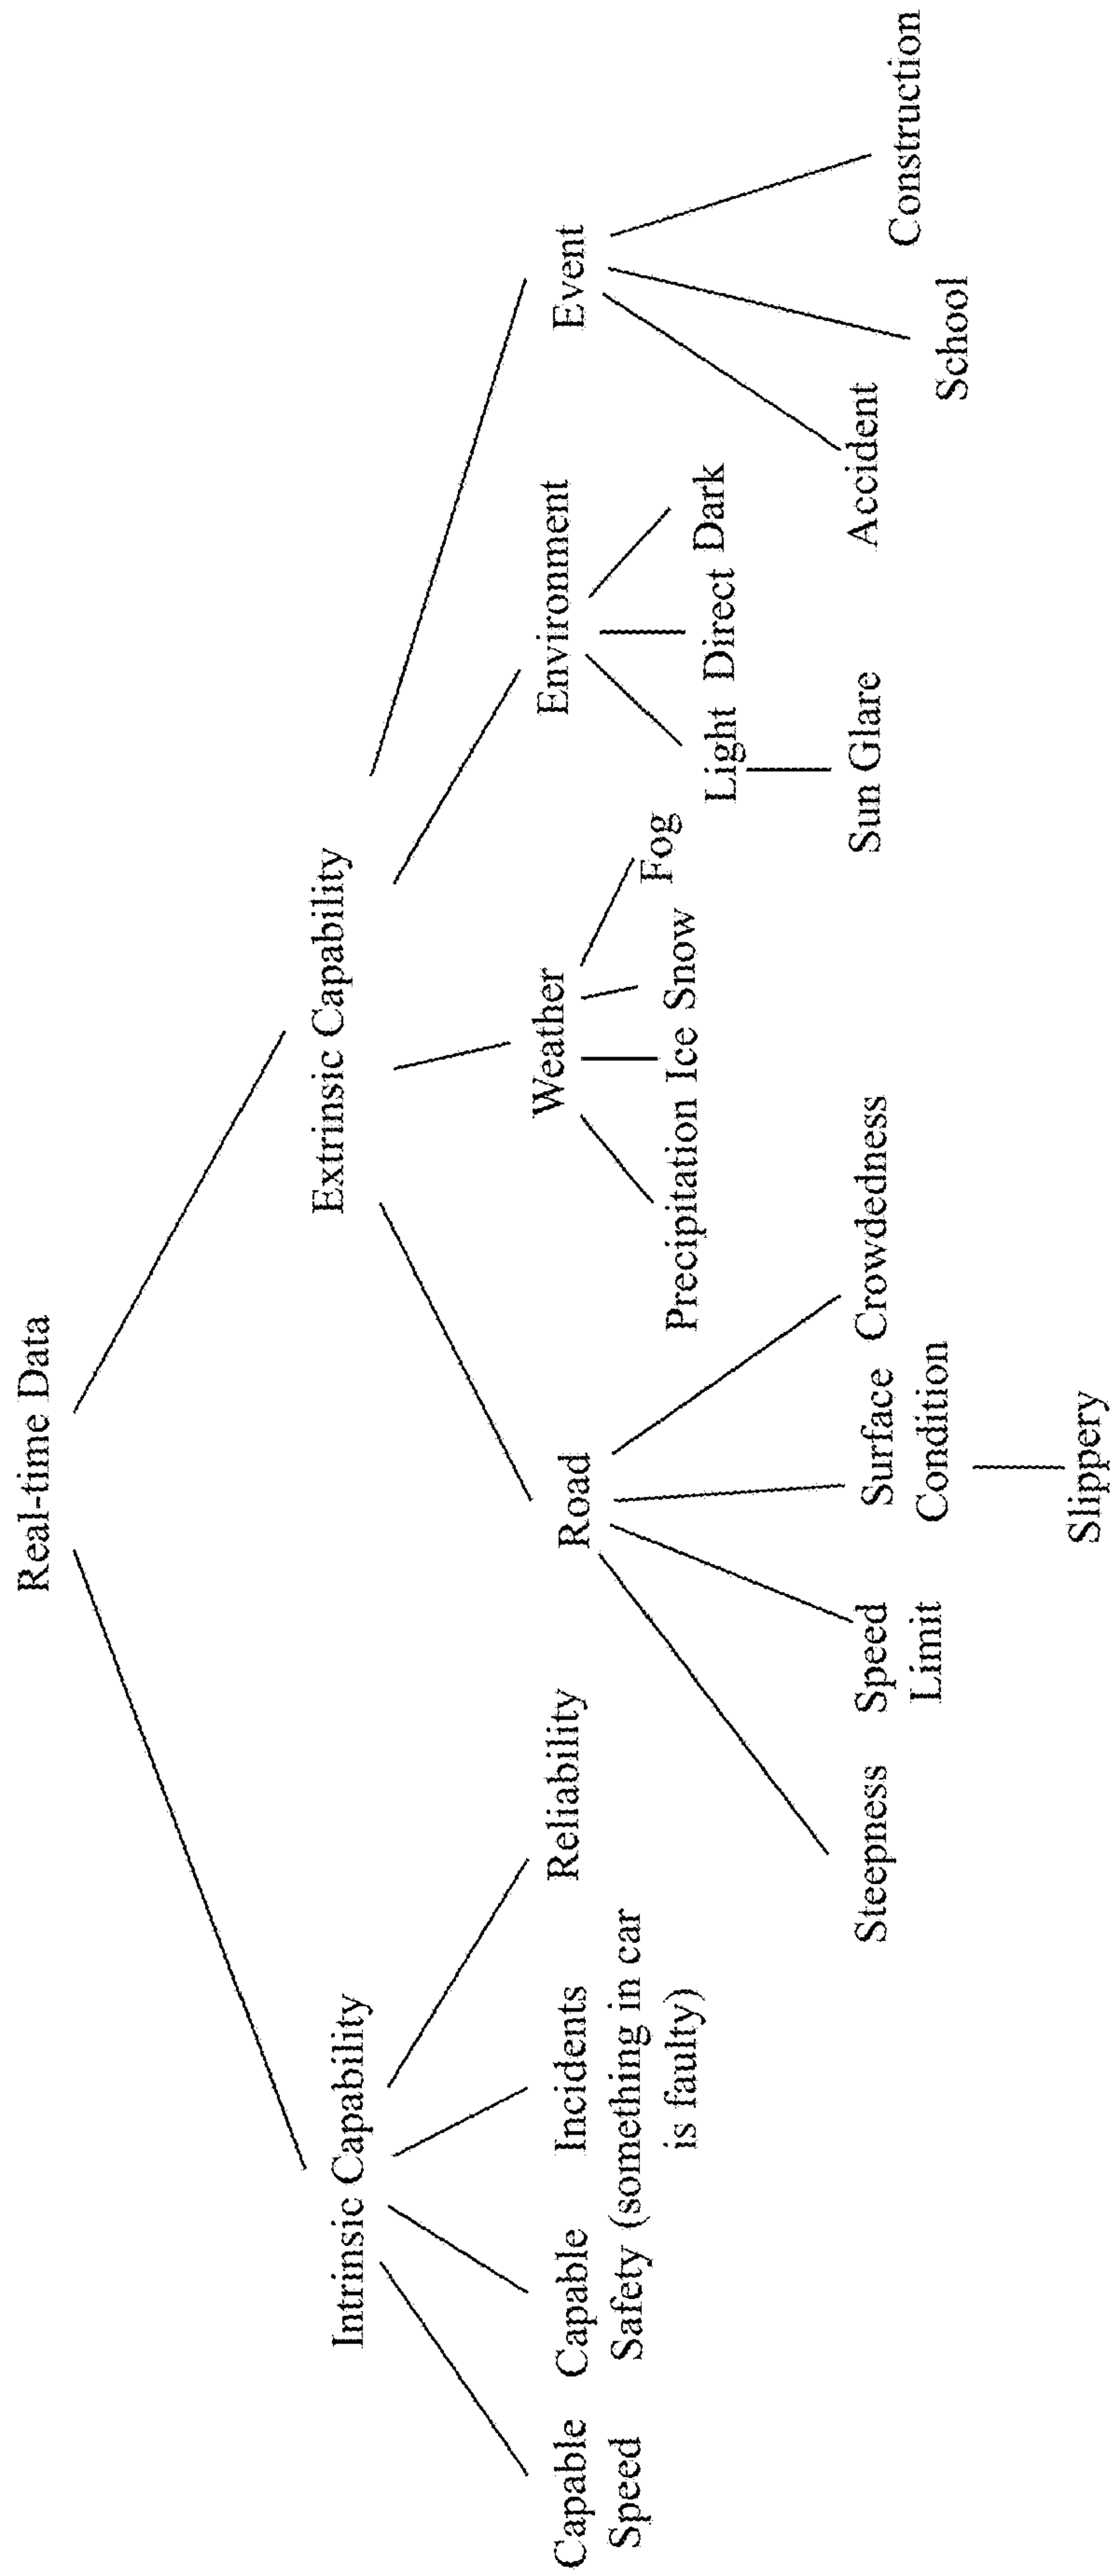 Real-time Data
Intrinsic Capability
Extrinsic Capability
Capable
Speed
Capable
Safety
Incidents
(something in car
is faulty)
Reliability
Road
Weather
Environment
Event
Steepness
Speed
Limit
Surface
Condition
Crowdedness
Slippery
Precipitation
Ice
Snow
Fog
Light
Direct
Dark
Sun Glare
Accident
School
Construction